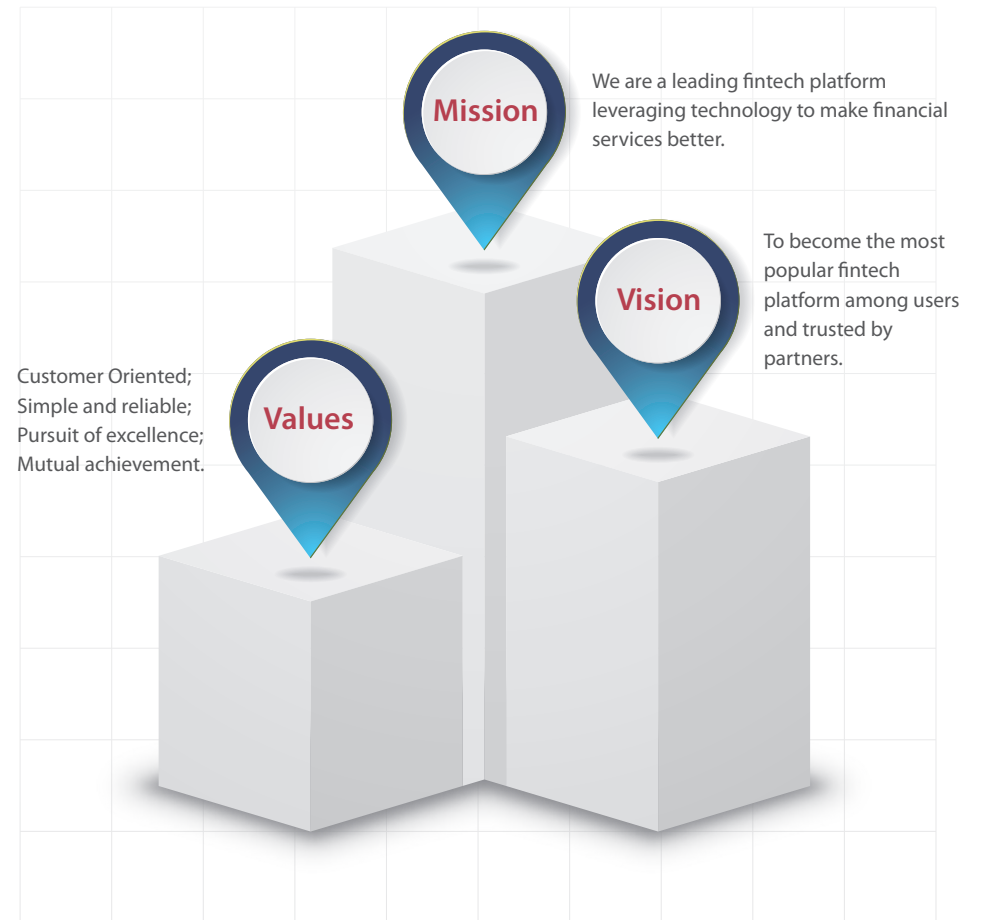 Mission
We are a leading fintech platform
leveraging technology to make financial
services better.
Vision
To become the most
popular fintech
platform among users
and trusted by
partners.
Values
Customer Oriented;
Simple and reliable;
Pursuit of excellence;
Mutual achievement.